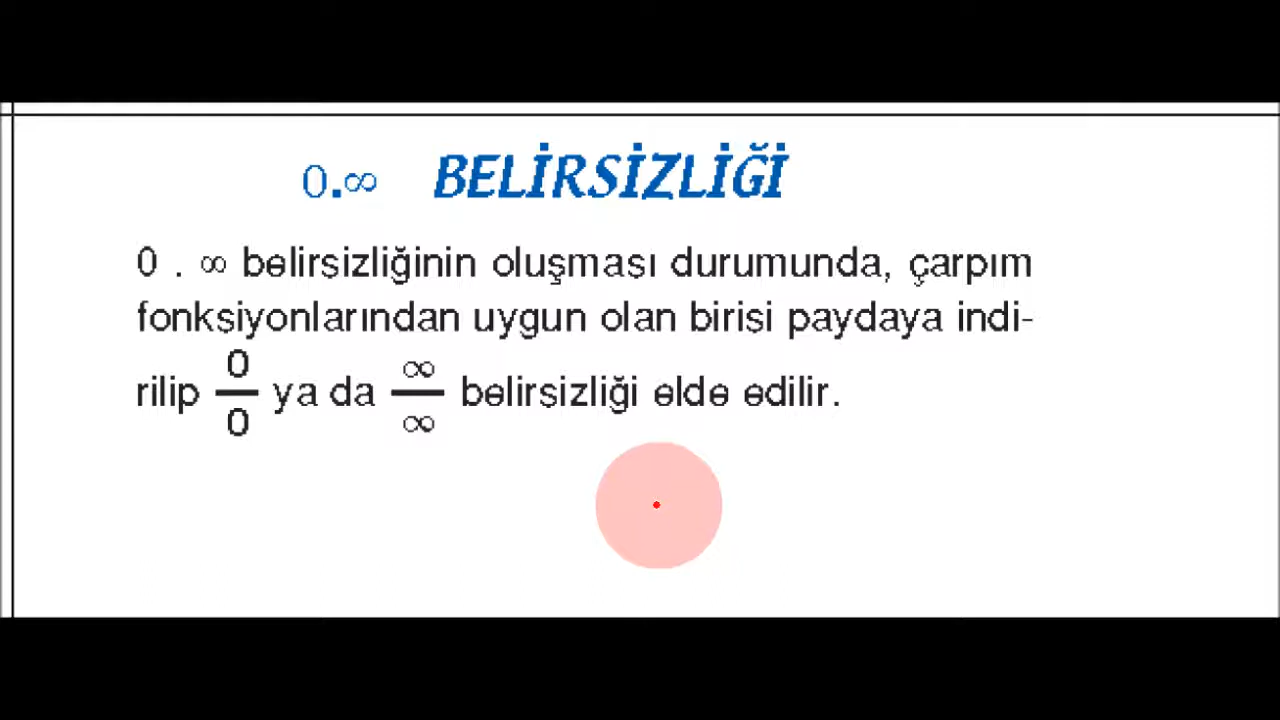 0.∞ BELİRSİZLİĞİ
0 . ∞ belirsizliğinin oluşması durumunda, çarpım
fonksiyonlarından uygun olan birisi paydaya indi-
rilip 0/0 ya da ∞/∞ belirsizliği elde edilir.